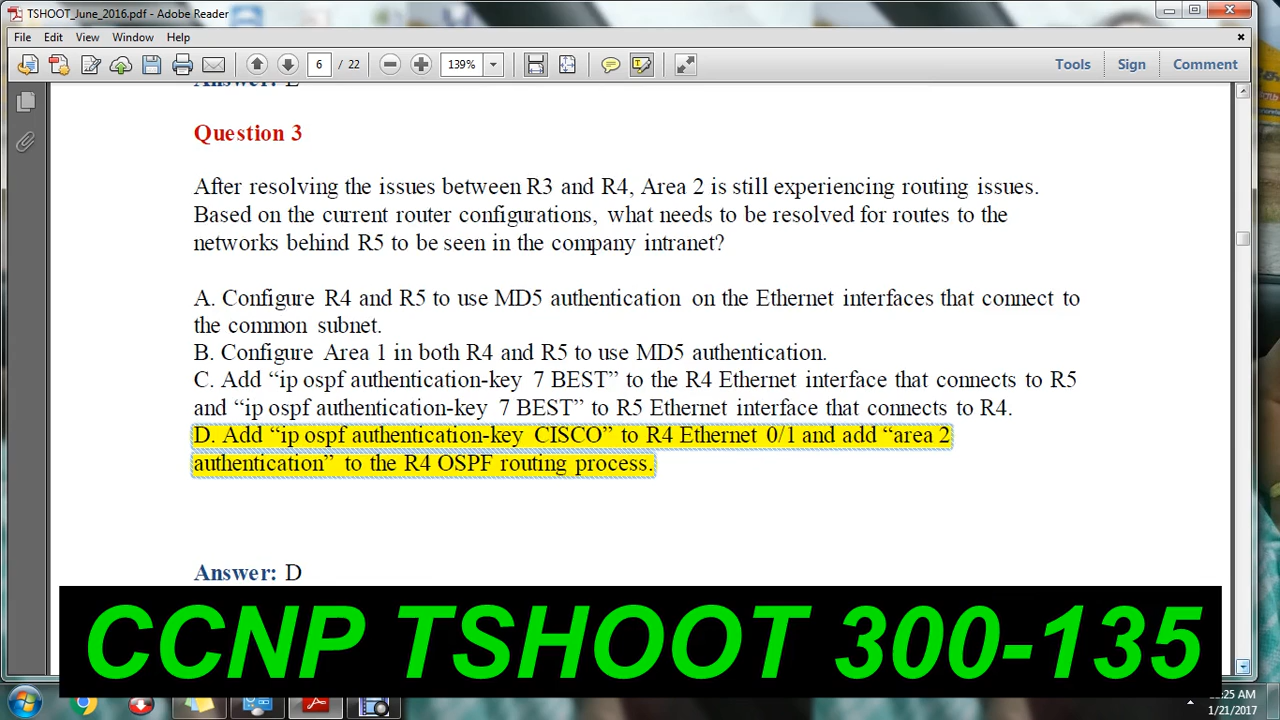 TSHOOT_June_2016.pdf - Adobe Reader
File Edit View Window Help
6 / 22 139% Tools Sign Comment
Question 3
After resolving the issues between R3 and R4, Area 2 is still experiencing routing issues.
Based on the current router configurations, what needs to be resolved for routes to the
networks behind R5 to be seen in the company intranet?
A. Configure R4 and R5 to use MD5 authentication on the Ethernet interfaces that connect to
the common subnet.
B. Configure Area 1 in both R4 and R5 to use MD5 authentication.
C. Add “ip ospf authentication-key 7 BEST” to the R4 Ethernet interface that connects to R5
and “ip ospf authentication-key 7 BEST” to R5 Ethernet interface that connects to R4.
D. Add “ip ospf authentication-key CISCO” to R4 Ethernet 0/1 and add “area 2
authentication” to the R4 OSPF routing process.
Answer: D
CCNP TSHOOT 300-135
:25 AM
1/21/2017